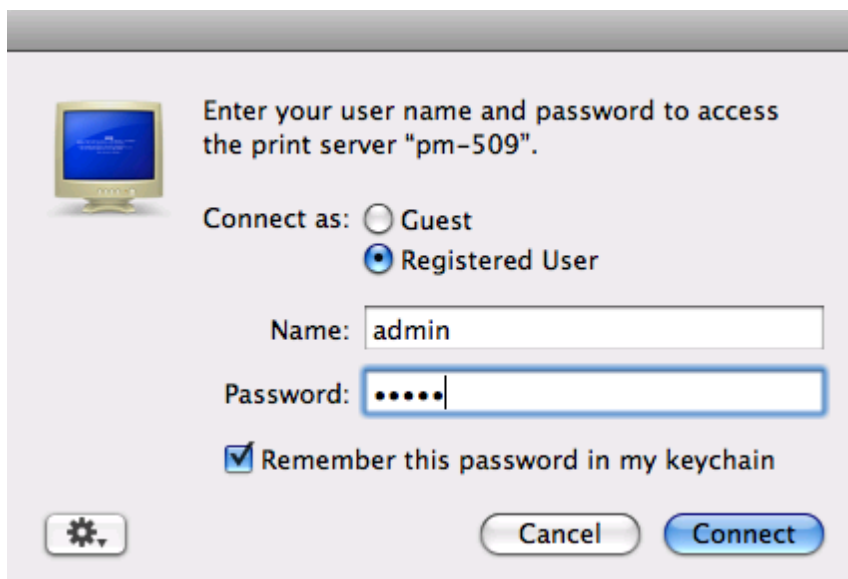 Enter your user name and password to access
the print server “pm-509”.
Connect as: Guest
Registered User
Name: admin
Password: •••••
Remember this password in my keychain
Cancel Connect